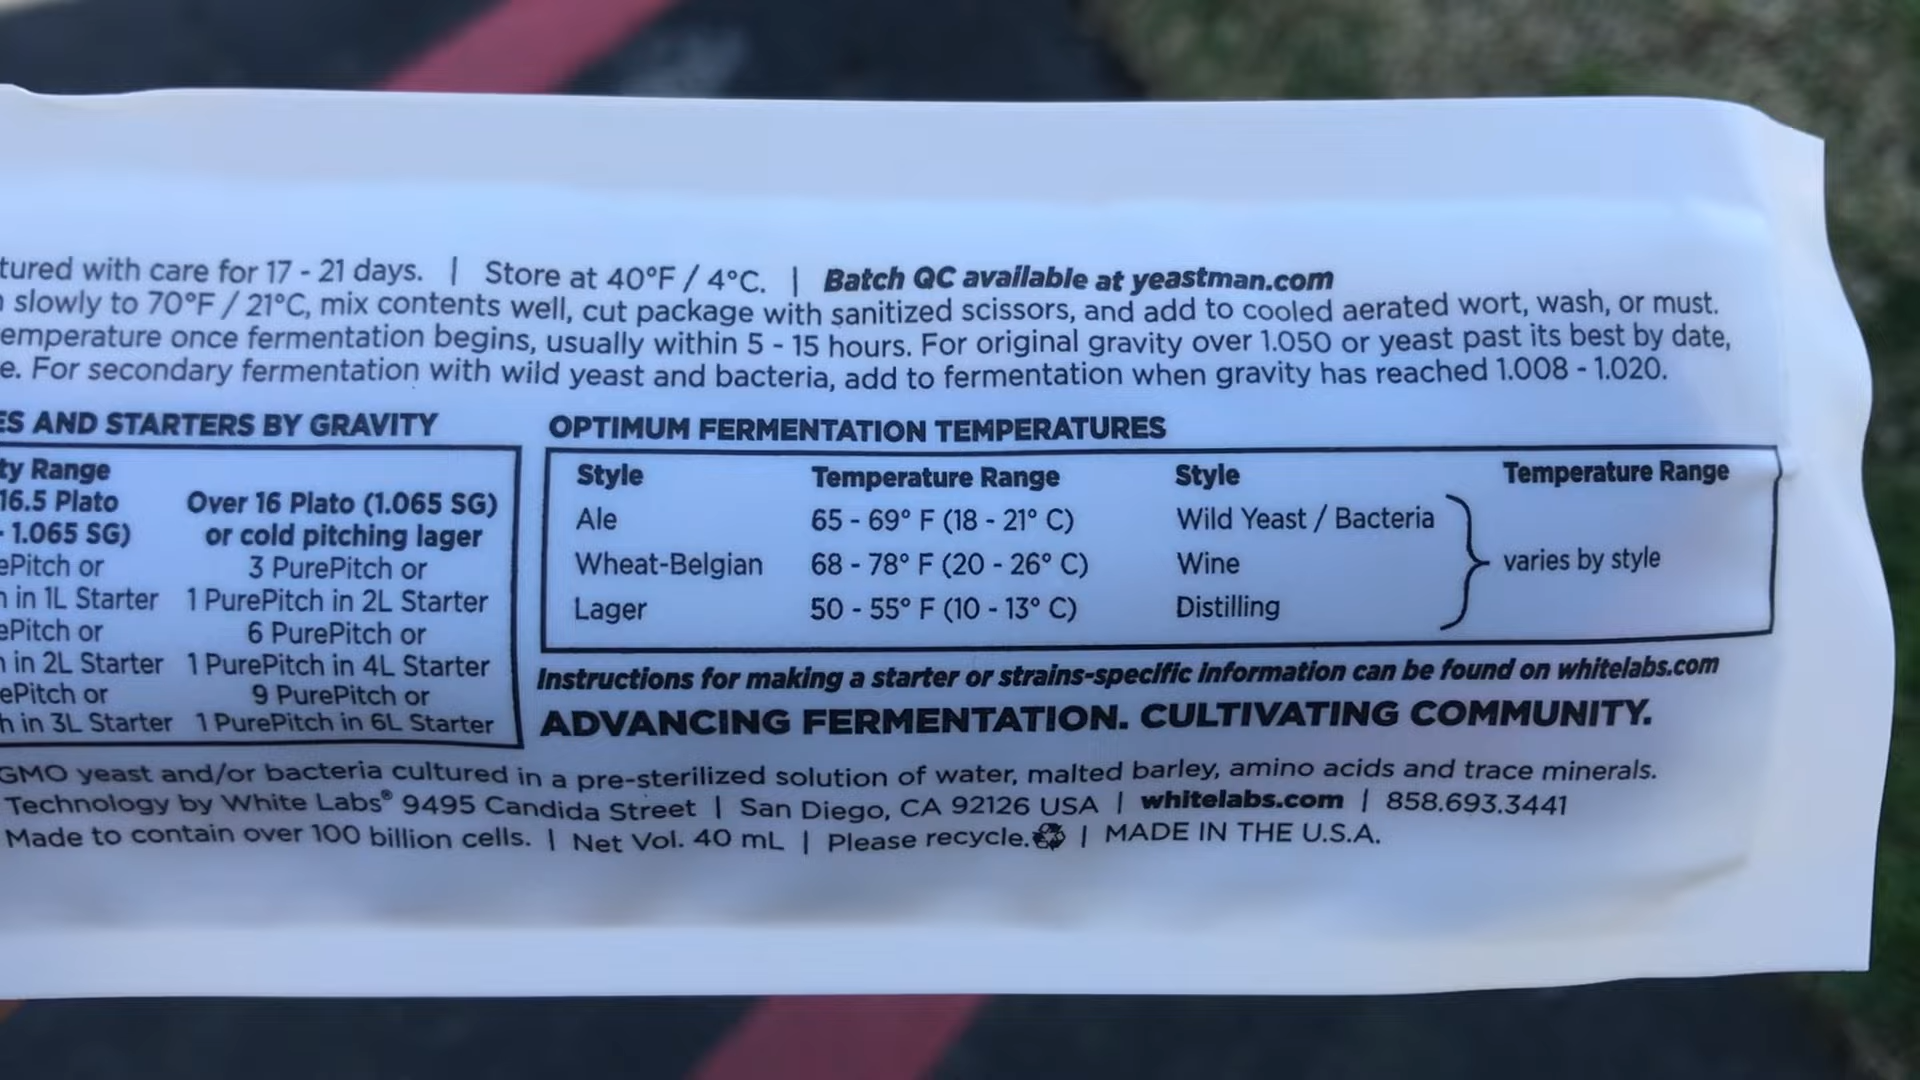 tured with care for 17 - 21 days. | Store at 40°F / 4°C. | Batch QC available at yeastman.com
slowly to 70°F / 21°C, mix contents well, cut package with sanitized scissors, and add to cooled aerated wort, wash, or must.
emperature once fermentation begins, usually within 5 - 15 hours. For original gravity over 1.050 or yeast past its best by date,
e. For secondary fermentation with wild yeast and bacteria, add to fermentation when gravity has reached 1.008 - 1.020.
ES AND STARTERS BY GRAVITY
ty Range
16.5 Plato
- 1.065 SG)
Over 16 Plato (1.065 SG)
or cold pitching lager
ePitch or
3 PurePitch or
n in 1L Starter
1 PurePitch in 2L Starter
ePitch or
6 PurePitch or
n in 2L Starter
1 PurePitch in 4L Starter
ePitch or
9 PurePitch or
h in 3L Starter
1 PurePitch in 6L Starter
OPTIMUM FERMENTATION TEMPERATURES
Style Temperature Range Style Temperature Range
Ale 65 - 69° F (18 - 21° C) Wild Yeast / Bacteria
Wheat-Belgian 68 - 78° F (20 - 26° C) Wine varies by style
Lager 50 - 55° F (10 - 13° C) Distilling
Instructions for making a starter or strains-specific information can be found on whitelabs.com
ADVANCING FERMENTATION. CULTIVATING COMMUNITY.
GMO yeast and/or bacteria cultured in a pre-sterilized solution of water, malted barley, amino acids and trace minerals.
Technology by White Labs® 9495 Candida Street | San Diego, CA 92126 USA | whitelabs.com | 858.693.3441
Made to contain over 100 billion cells. | Net Vol. 40 mL | Please recycle. | MADE IN THE U.S.A.